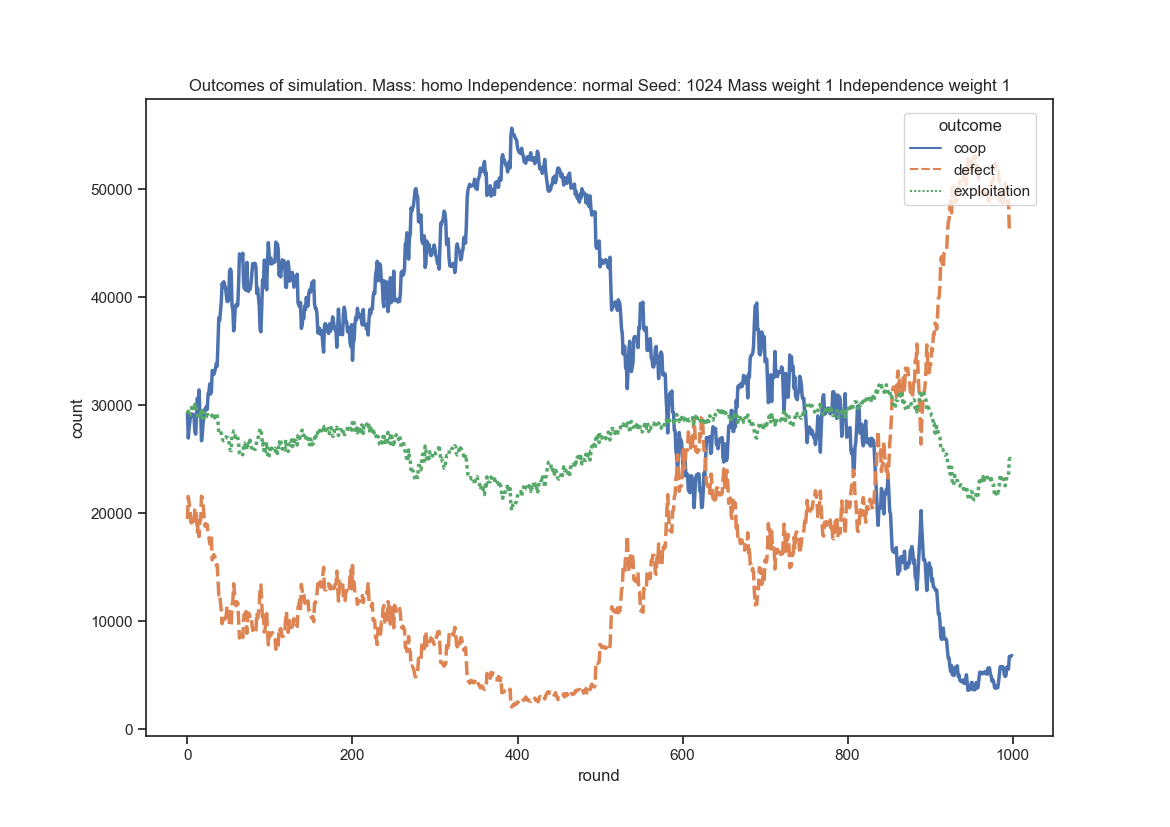 Outcomes of simulation. Mass: homo Independence: normal Seed: 1024 Mass weight 1 Independence weight 1
outcome
coop
defect
exploitation
50000
40000
30000
20000
10000
0
count
0 200 400 600 800 1000
round